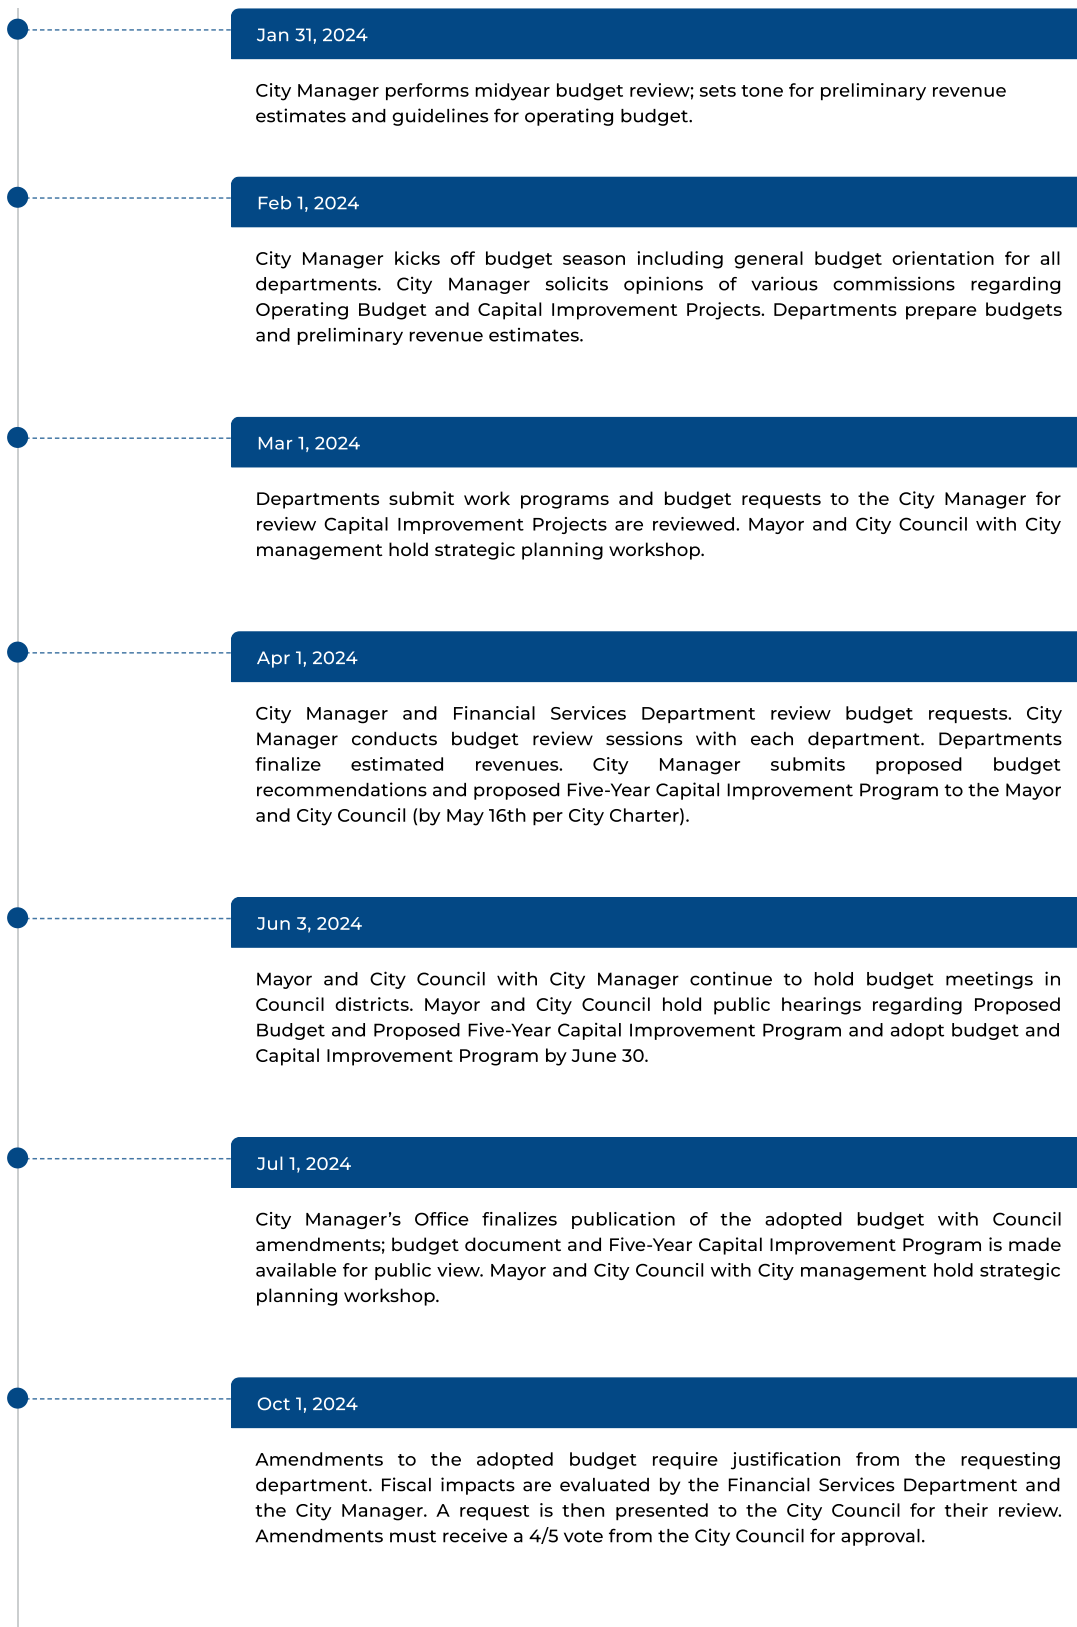 Jan 31, 2024
City Manager performs midyear budget review; sets tone for preliminary revenue
estimates and guidelines for operating budget.
Feb 1, 2024
City Manager kicks off budget season including general budget orientation for all
departments. City Manager solicits opinions of various commissions regarding
Operating Budget and Capital Improvement Projects. Departments prepare budgets
and preliminary revenue estimates.
Mar 1, 2024
Departments submit work programs and budget requests to the City Manager for
review Capital Improvement Projects are reviewed. Mayor and City Council with City
management hold strategic planning workshop.
Apr 1, 2024
City Manager and Financial Services Department review budget requests. City
Manager conducts budget review sessions with each department. Departments
finalize estimated revenues. City Manager submits proposed budget
recommendations and proposed Five-Year Capital Improvement Program to the Mayor
and City Council (by May 16th per City Charter).
Jun 3, 2024
Mayor and City Council with City Manager continue to hold budget meetings in
Council districts. Mayor and City Council hold public hearings regarding Proposed
Budget and Proposed Five-Year Capital Improvement Program and adopt budget and
Capital Improvement Program by June 30.
Jul 1, 2024
City Manager’s Office finalizes publication of the adopted budget with Council
amendments; budget document and Five-Year Capital Improvement Program is made
available for public view. Mayor and City Council with City management hold strategic
planning workshop.
Oct 1, 2024
Amendments to the adopted budget require justification from the requesting
department. Fiscal impacts are evaluated by the Financial Services Department and
the City Manager. A request is then presented to the City Council for their review.
Amendments must receive a 4/5 vote from the City Council for approval.